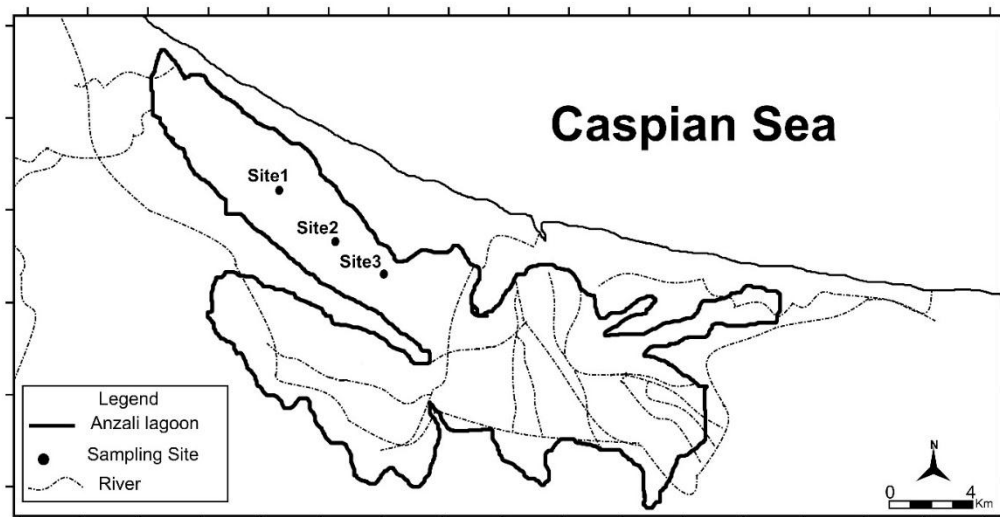 Caspian Sea
Site1
Site2
Site3
Legend
Anzali lagoon
Sampling Site
River
N
0 4
Km